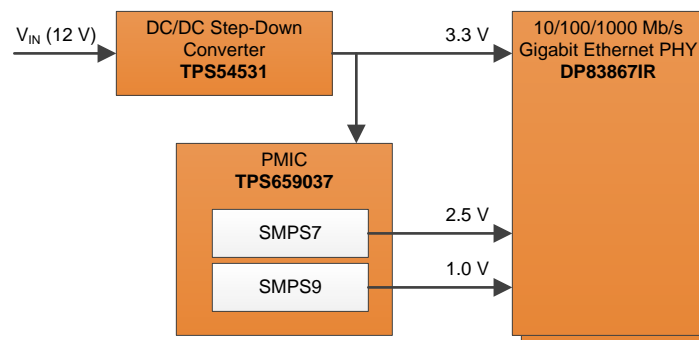 V_IN (12 V)
DC/DC Step-Down
Converter
TPS54531
3.3 V
10/100/1000 Mb/s
Gigabit Ethernet PHY
DP83867IR
PMIC
TPS659037
SMPS7
2.5 V
SMPS9
1.0 V